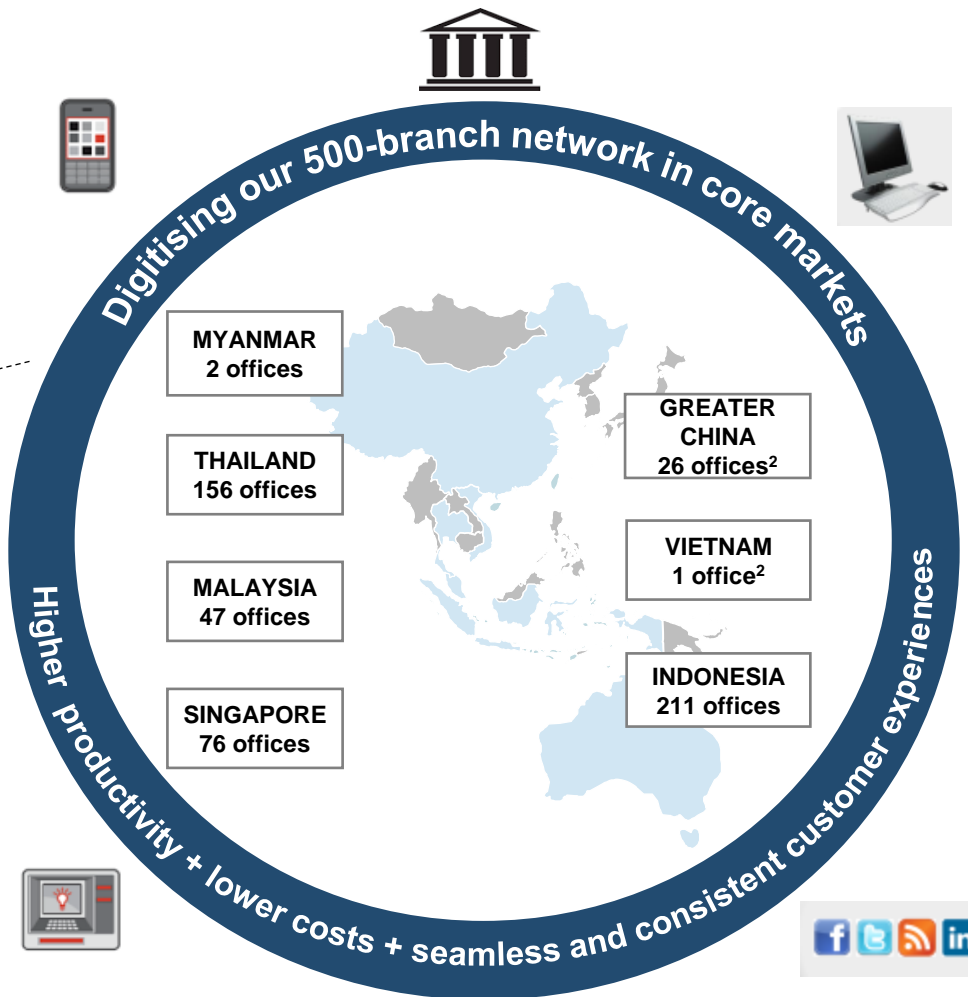 Digitising our 500-branch network in core markets
MYANMAR
2 offices
THAILAND
156 offices
MALAYSIA
47 offices
SINGAPORE
76 offices
GREATER
CHINA
26 offices²
VIETNAM
1 office²
INDONESIA
211 offices
Higher productivity + lower costs + seamless and consistent customer experiences
f
t
in